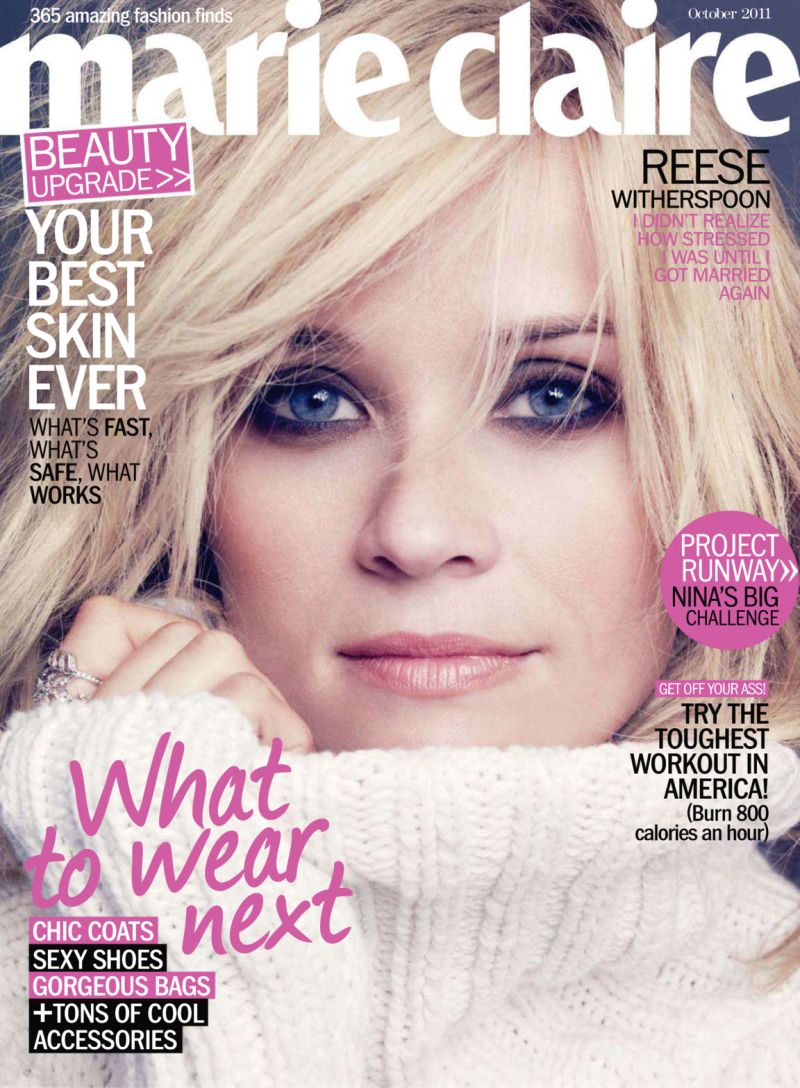 365 amazing fashion finds
October 2011
marie claire
BEAUTY
UPGRADE>>
YOUR
BEST
SKIN
EVER
WHAT'S FAST,
WHAT'S
SAFE, WHAT
WORKS
REESE
WITHERSPOON
I DIDN'T REALIZE
HOW STRESSED
I WAS UNTIL I
GOT MARRIED
AGAIN
PROJECT
RUNWAY>>
NINA'S BIG
CHALLENGE
GET OFF YOUR ASS!
TRY THE
TOUGHEST
WORKOUT IN
AMERICA!
(Burn 800
calories an hour)
What
to wear
next
CHIC COATS
SEXY SHOES
GORGEOUS BAGS
+TONS OF COOL
ACCESSORIES